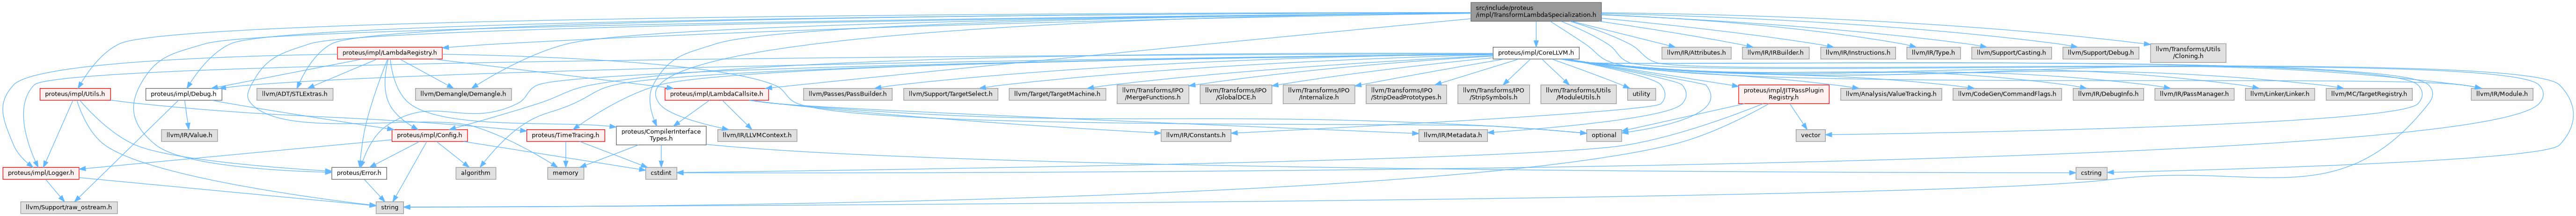 src/include/proteus
/impl/TransformLambdaSpecialization.h
proteus/impl/LambdaRegistry.h
proteus/impl/CoreLLVM.h
llvm/IR/Attributes.h
llvm/IR/IRBuilder.h
llvm/IR/Instructions.h
llvm/IR/Type.h
llvm/Support/Casting.h
llvm/Support/Debug.h
llvm/Transforms/Utils
/Cloning.h
proteus/impl/Utils.h
proteus/impl/Debug.h
llvm/ADT/STLExtras.h
llvm/Demangle/Demangle.h
proteus/impl/LambdaCallsite.h
llvm/Passes/PassBuilder.h
llvm/Support/TargetSelect.h
llvm/Target/TargetMachine.h
llvm/Transforms/IPO
/MergeFunctions.h
llvm/Transforms/IPO
/GlobalDCE.h
llvm/Transforms/IPO
/Internalize.h
llvm/Transforms/IPO
/StripDeadPrototypes.h
llvm/Transforms/IPO
/StripSymbols.h
llvm/Transforms/Utils
/ModuleUtils.h
utility
proteus/impl/JITPassPlugin
Registry.h
llvm/Analysis/ValueTracking.h
llvm/CodeGen/CommandFlags.h
llvm/IR/DebugInfo.h
llvm/IR/PassManager.h
llvm/Linker/Linker.h
llvm/MC/TargetRegistry.h
llvm/IR/Module.h
llvm/IR/Value.h
proteus/impl/Config.h
proteus/TimeTracing.h
proteus/CompilerInterface
Types.h
llvm/IR/LLVMContext.h
llvm/IR/Constants.h
llvm/IR/Metadata.h
optional
vector
proteus/impl/Logger.h
proteus/Error.h
algorithm
memory
cstdint
cstring
llvm/Support/raw_ostream.h
string